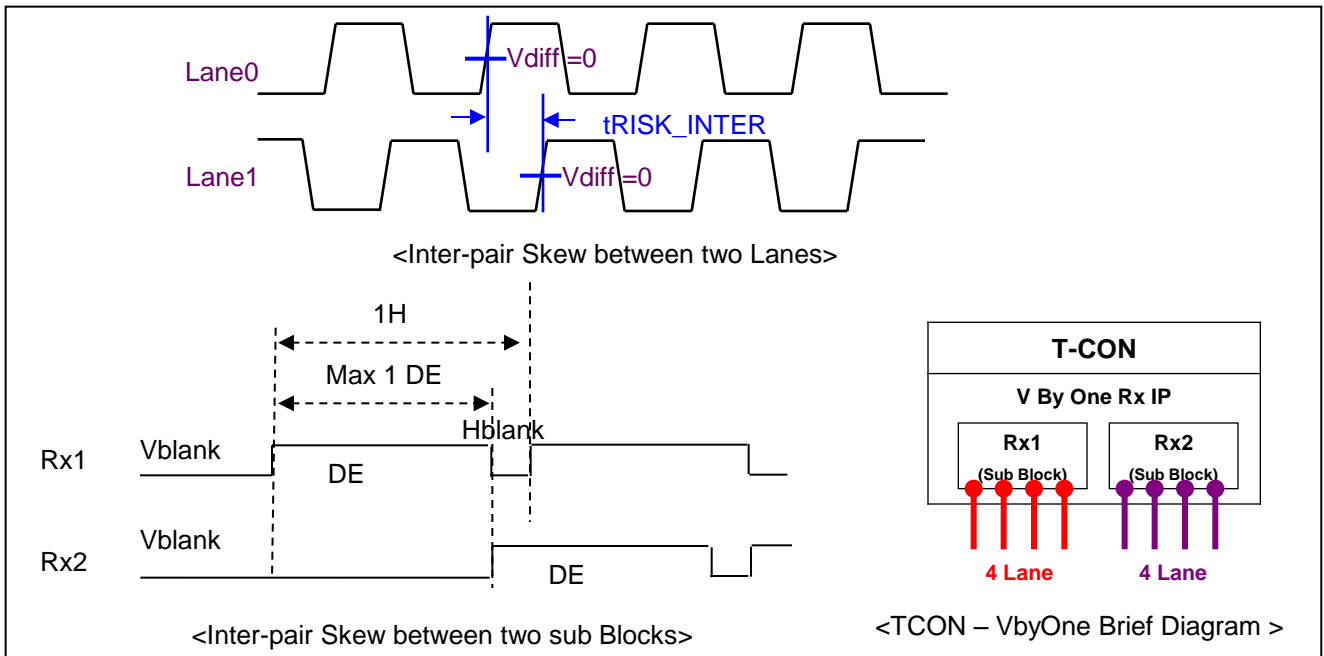 Lane0
Vdiff =0
tRISK_INTER
Lane1
Vdiff =0
<Inter-pair Skew between two Lanes>
1H
Max 1 DE
Hblank
Rx1
Vblank
DE
Rx2
Vblank
DE
<Inter-pair Skew between two sub Blocks>
T-CON
V By One Rx IP
Rx1
(Sub Block)
Rx2
(Sub Block)
4 Lane
4 Lane
<TCON – VbyOne Brief Diagram >